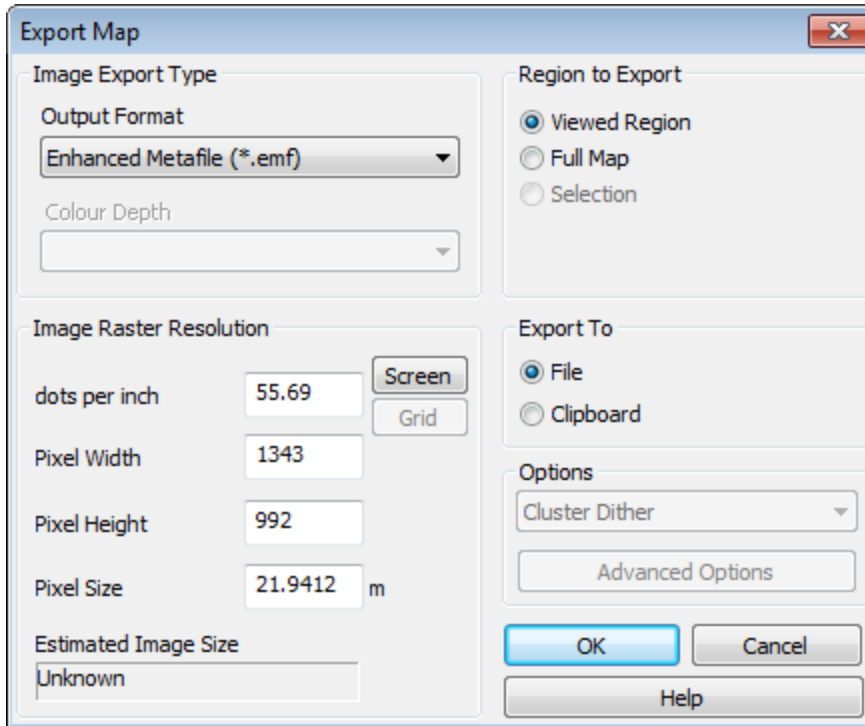 Export Map
Image Export Type
Output Format
Enhanced Metafile (*.emf)
Colour Depth
Region to Export
Viewed Region
Full Map
Selection
Image Raster Resolution
dots per inch 55.69 Screen
Grid
Pixel Width 1343
Pixel Height 992
Pixel Size 21.9412 m
Estimated Image Size
Unknown
Export To
File
Clipboard
Options
Cluster Dither
Advanced Options
OK Cancel
Help